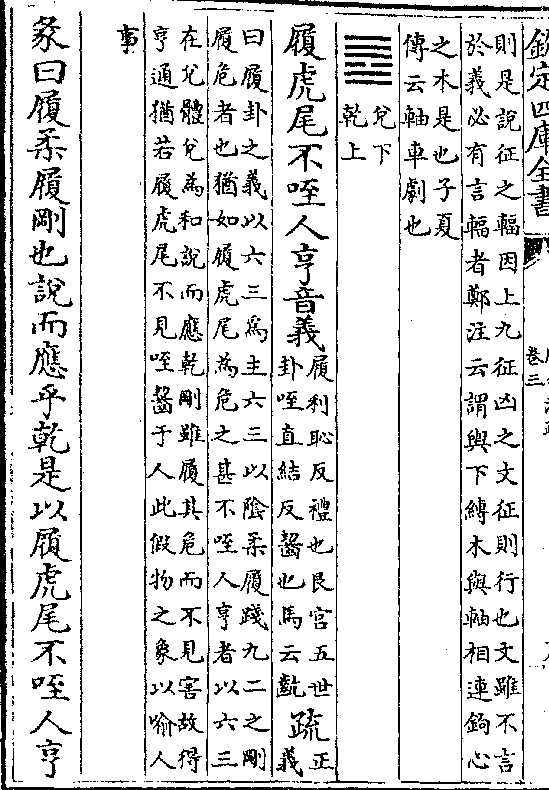 欽定四庫全書
卷三
則是說征之輻因上九征凶之文征則行也文雖不言
於義必有言輻者鄭注云謂輿下縛木與軸相連鉤心
之木是也子夏
傳云軸車劇也
䷉
兌下
乾上
履虎尾不咥人亨音義
履利恥反禮也艮宫五世
卦咥直結反齧也馬云齕
疏
正
義
曰履卦之義以六三為主六三以陰柔履踐九二之剛
履危者也猶如履虎尾為危之甚不咥人亨者以六三
在兌體兌為和說而應乾剛雖履其危而不見害故得
亨通猶若履虎尾不見咥齧于人此假物之象以喻人
事
彖曰履柔履剛也說而應乎乾是以履虎尾不咥人亨